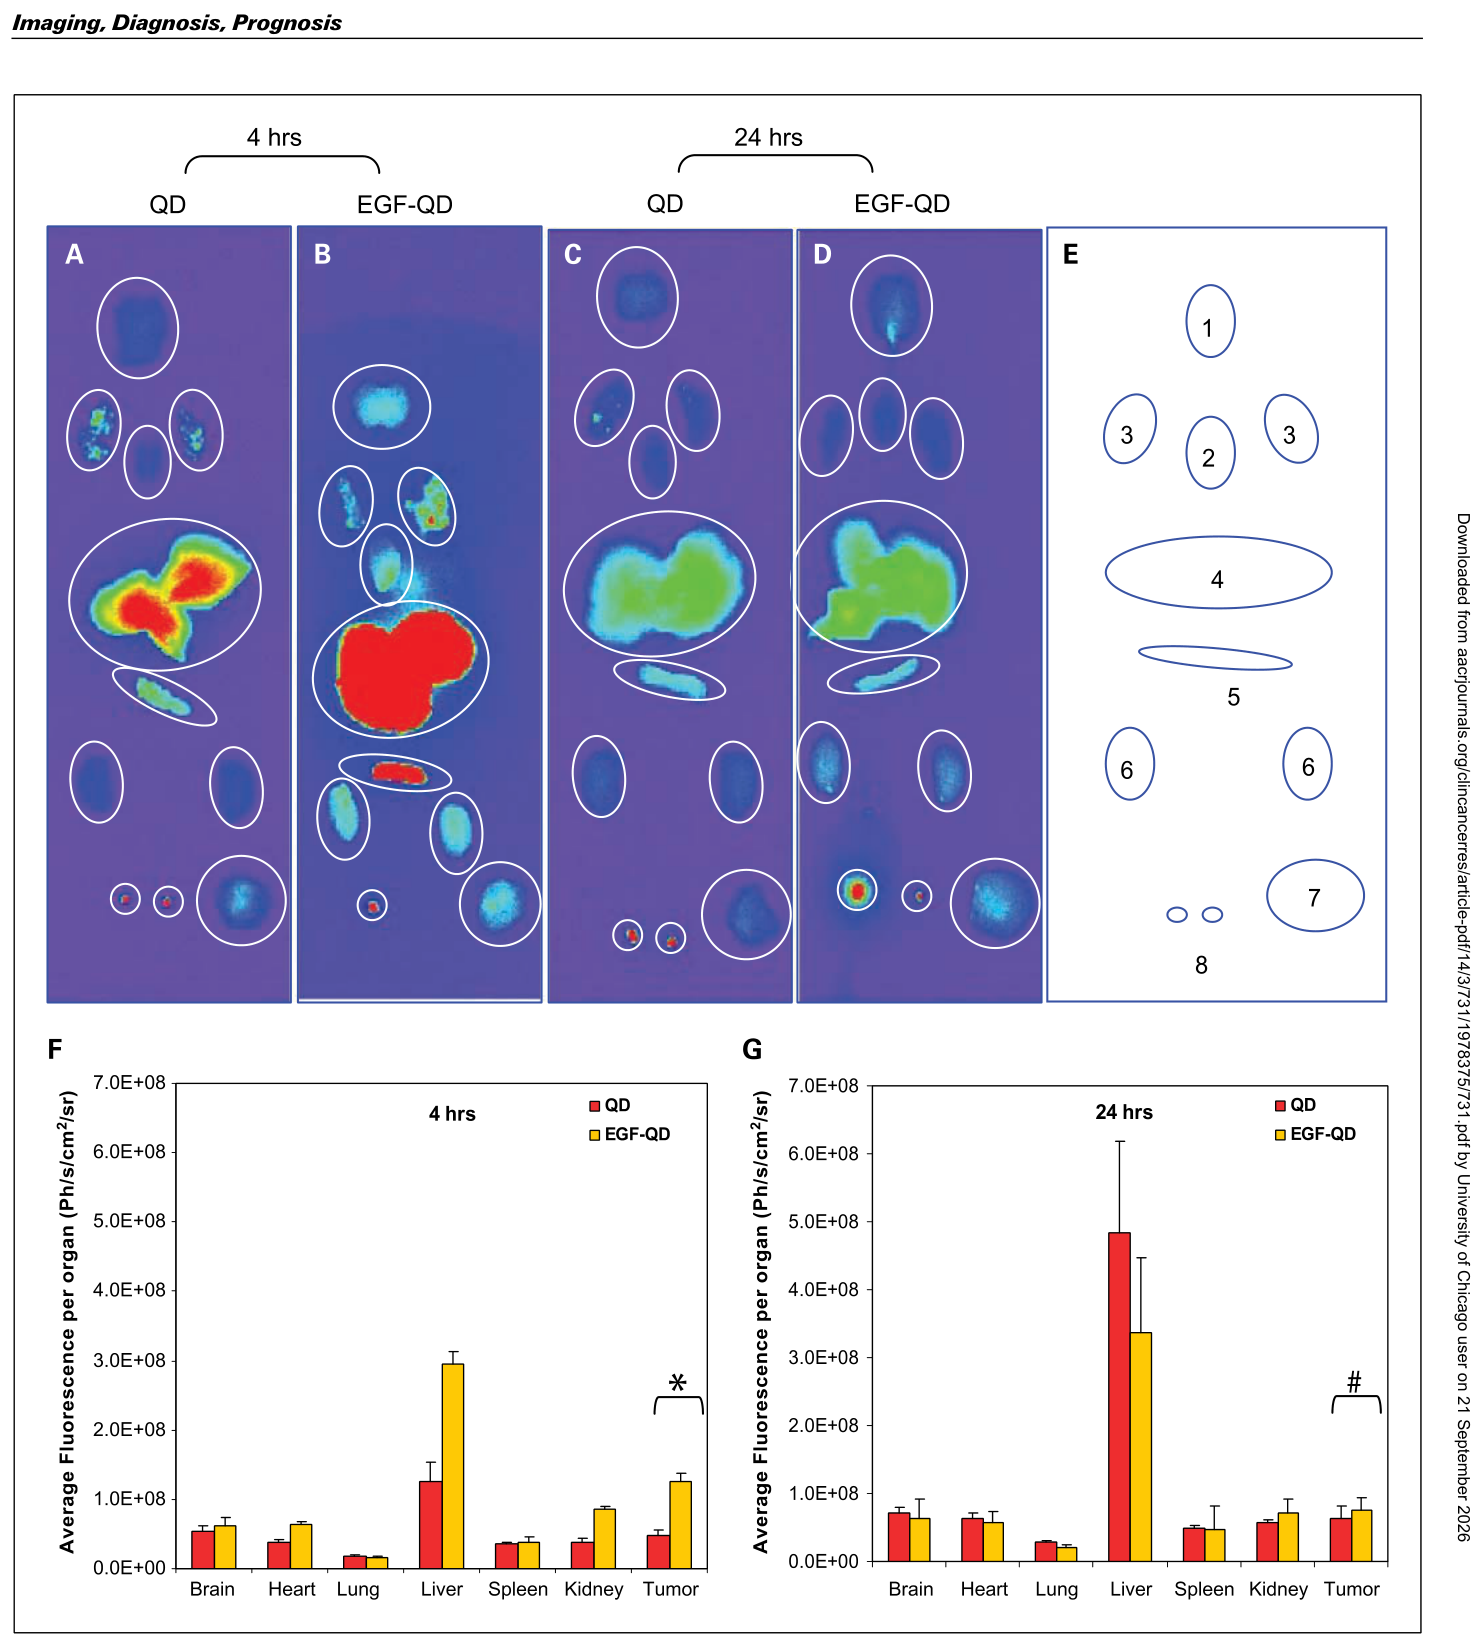 Imaging, Diagnosis, Prognosis
4 hrs
24 hrs
QD
EGF-QD
QD
EGF-QD
A
B
C
D
E
1
3
3
2
4
5
6
6
7
8
F
G
Average Fluorescence per organ (Ph/s/cm2/sr)
7.0E+08
6.0E+08
5.0E+08
4.0E+08
3.0E+08
2.0E+08
1.0E+08
0.0E+00
4 hrs
QD
EGF-QD
*
Brain Heart Lung Liver Spleen Kidney Tumor
Average Fluorescence per organ (Ph/s/cm2/sr)
7.0E+08
6.0E+08
5.0E+08
4.0E+08
3.0E+08
2.0E+08
1.0E+08
0.0E+00
24 hrs
QD
EGF-QD
#
Brain Heart Lung Liver Spleen Kidney Tumor
Downloaded from aacrjournals.org/clincancerres/article-pdf/14/3/731/1978375/731.pdf by University of Chicago user on 21 September 2026